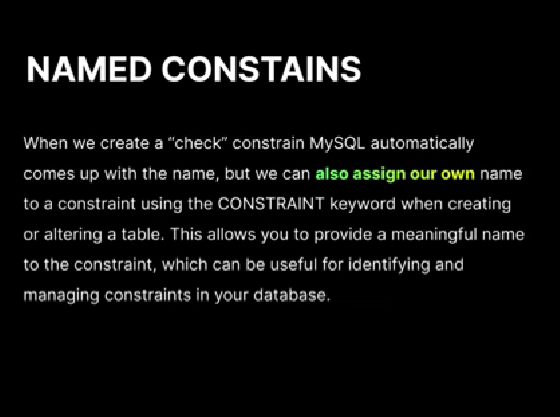 NAMED CONSTAINS
When we create a “check” constrain MySQL automatically
comes up with the name, but we can also assign our own name
to a constraint using the CONSTRAINT keyword when creating
or altering a table. This allows you to provide a meaningful name
to the constraint, which can be useful for identifying and
managing constraints in your database.